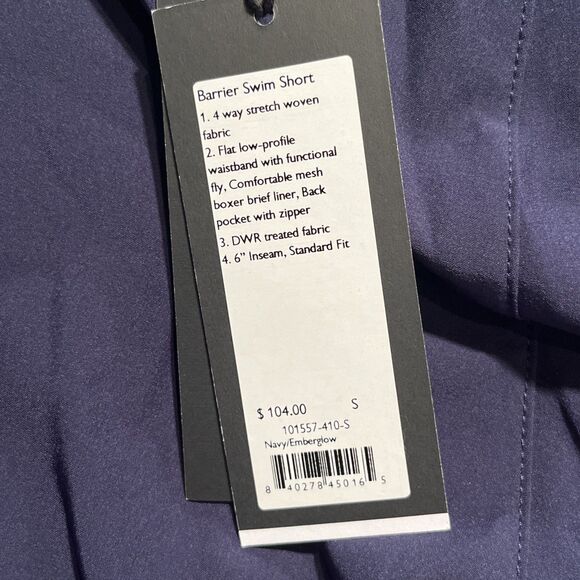 Barrier Swim Short
1. 4 way stretch woven
fabric
2. Flat low-profile
waistband with functional
fly, Comfortable mesh
boxer brief liner, Back
pocket with zipper
3. DWR treated fabric
4. 6" Inseam, Standard Fit
$ 104.00 S
101557-410-S
Navy/Emberglow
8 40278 45016 5